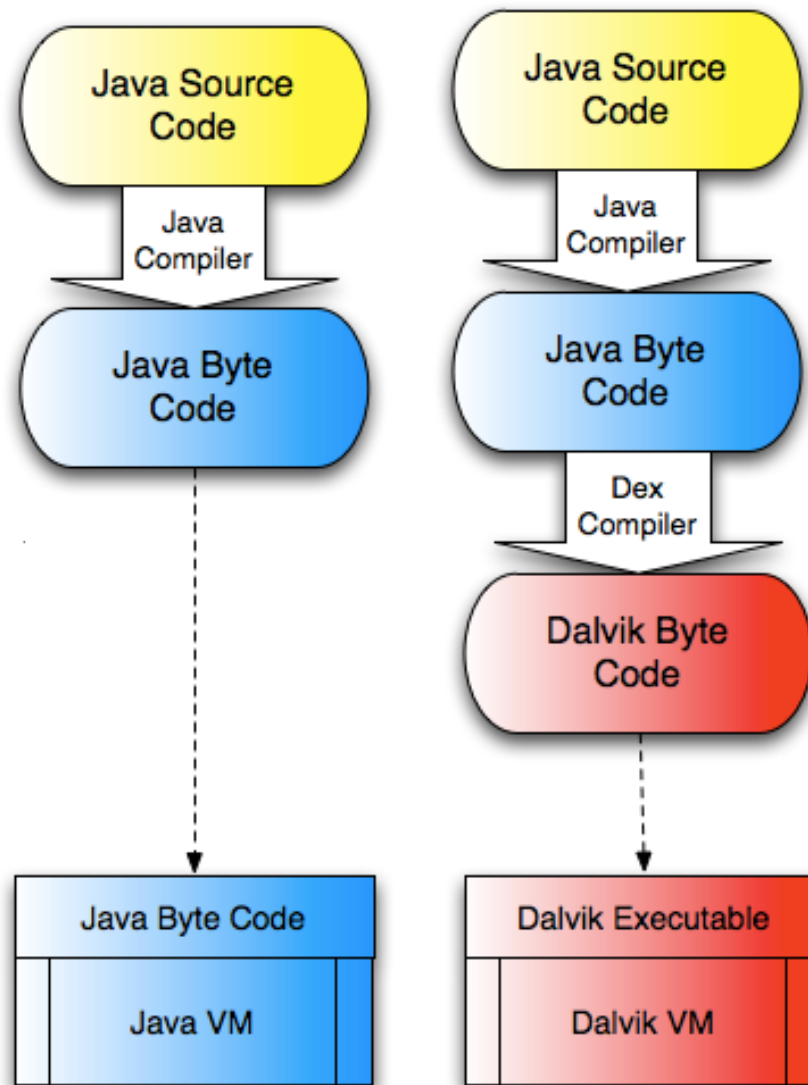 Java Source
Code
Java
Compiler
Java Byte
Code
Java Byte Code
Java VM
Java Source
Code
Java
Compiler
Java Byte
Code
Dex
Compiler
Dalvik Byte
Code
Dalvik Executable
Dalvik VM